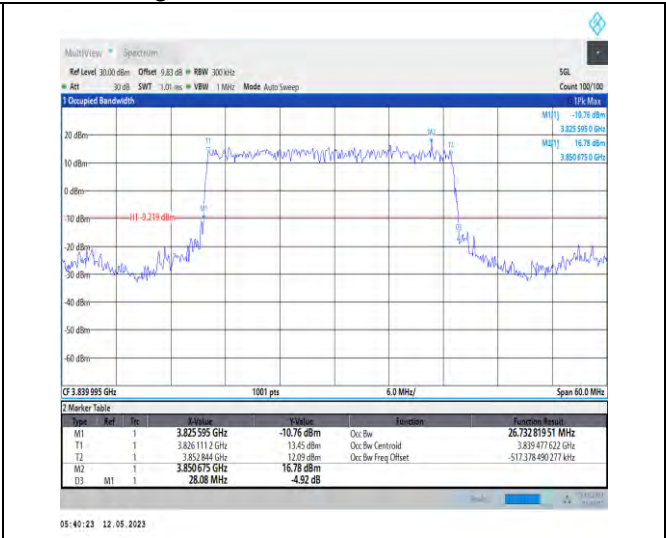 MultiView Spectrum
Ref Level 30.00 dBm Offset 9.83 dB RBW 300 kHz SGL
Att 30 dB SWT 1.01 ms VBW 1 MHz Mode Auto Sweep Count 100/100
1 Occupied Bandwidth 1Pk Max
M1[1] -10.76 dBm
3.825 595 0 GHz
M2[1] 16.78 dBm
3.850 675 0 GHz
20 dBm
10 dBm
0 dBm
-10 dBm
-20 dBm
-30 dBm
-40 dBm
-50 dBm
-60 dBm
H1 -3.219 dBm
T1
M2
T2
M1
D3
CF 3.839 995 GHz 1001 pts 6.0 MHz/ Span 60.0 MHz
2 Marker Table
Type Ref Trc X-Value Y-Value Function Function Result
M1 1 3.825 595 GHz -10.76 dBm Occ Bw 26.732 819 51 MHz
T1 1 3.826 111 2 GHz 13.45 dBm Occ Bw Centroid 3.839 477 622 GHz
T2 1 3.852 844 GHz 12.09 dBm Occ Bw Freq Offset -517.378 490 277 kHz
M2 1 3.850 675 GHz 16.78 dBm
D3 M1 1 28.08 MHz -4.92 dB
05:40:23 12.05.2023